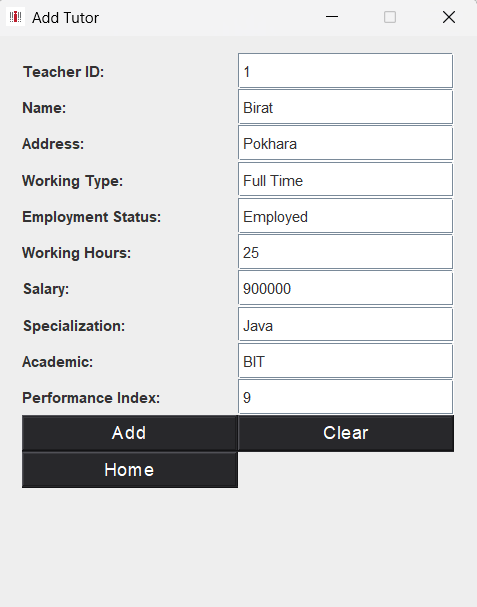 Add Tutor
Teacher ID: 1
Name: Birat
Address: Pokhara
Working Type: Full Time
Employment Status: Employed
Working Hours: 25
Salary: 900000
Specialization: Java
Academic: BIT
Performance Index: 9
Add Clear
Home